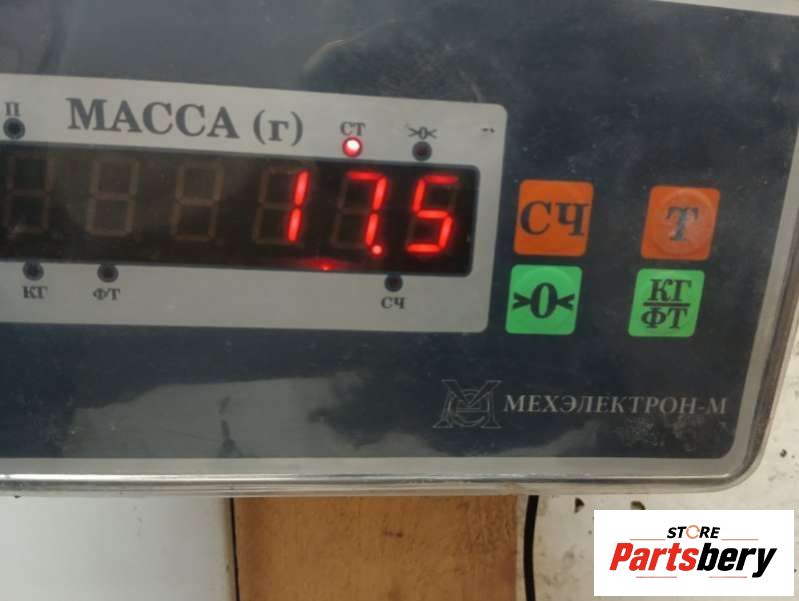 П
МАССА (г)
СТ
>0<
17.5
КГ
ФТ
СЧ
СЧ
Т
>0<
КГ
ФТ
МЕХЭЛЕКТРОН-М
STORE
Partsbery